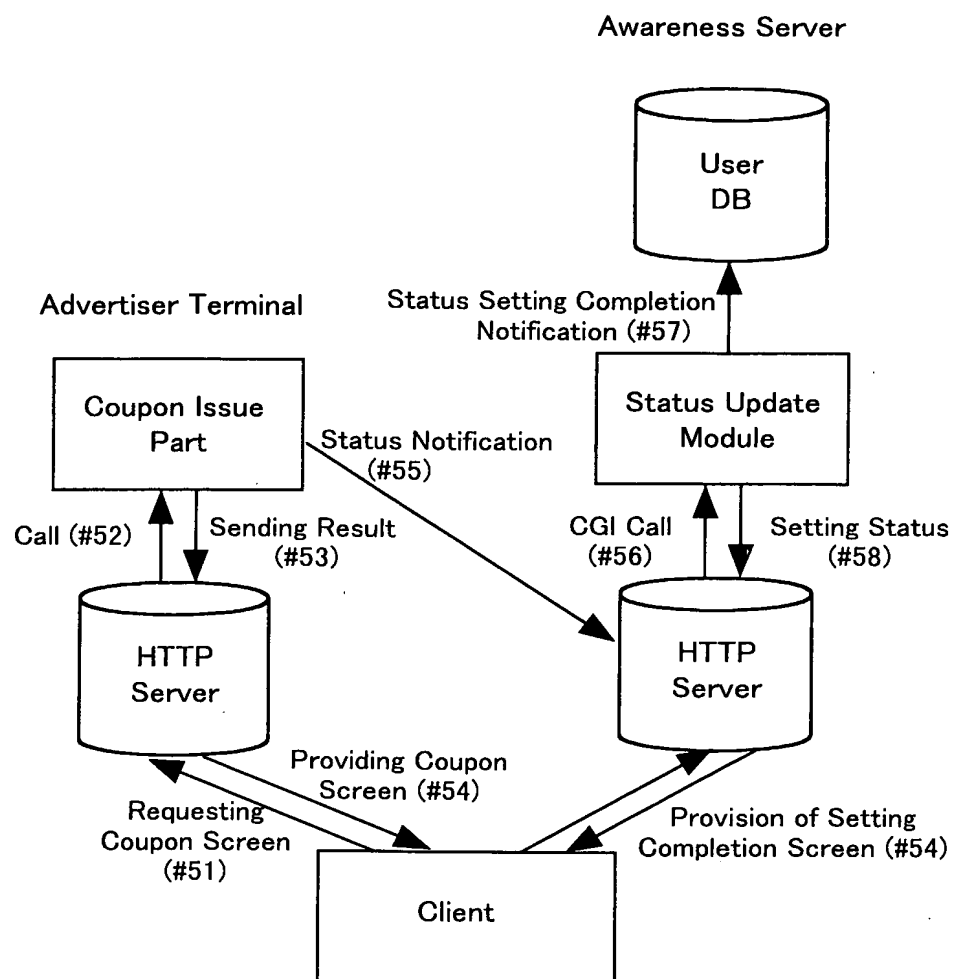 Awareness Server
User
DB
Advertiser Terminal
Status Setting Completion
Notification (#57)
Coupon Issue
Part
Status Update
Module
Status Notification
(#55)
Call (#52)
Sending Result
(#53)
CGI Call
(#56)
Setting Status
(#58)
HTTP
Server
HTTP
Server
Providing Coupon
Screen (#54)
Requesting
Coupon Screen
(#51)
Provision of Setting
Completion Screen (#54)
Client